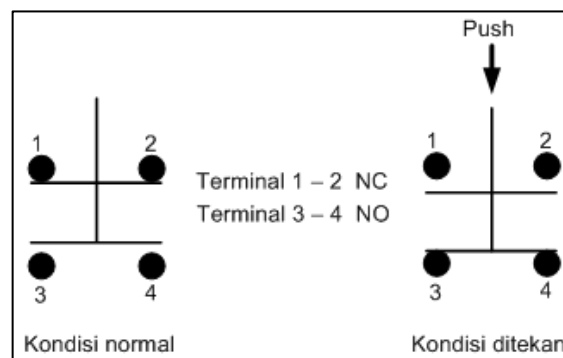 Push
1
2
1
2
Terminal 1 – 2 NC
Terminal 3 – 4 NO
3
4
3
4
Kondisi normal
Kondisi ditekan